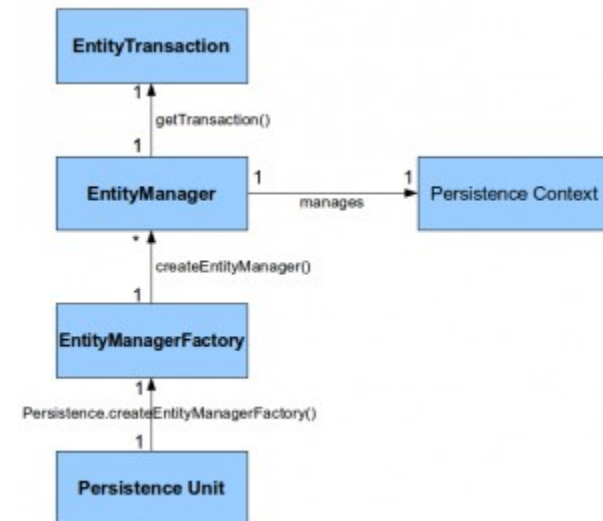 EntityTransaction
1
getTransaction()
1
EntityManager
1
1
manages
Persistence Context
*
createEntityManager()
1
EntityManagerFactory
1
Persistence.createEntityManagerFactory()
1
Persistence Unit